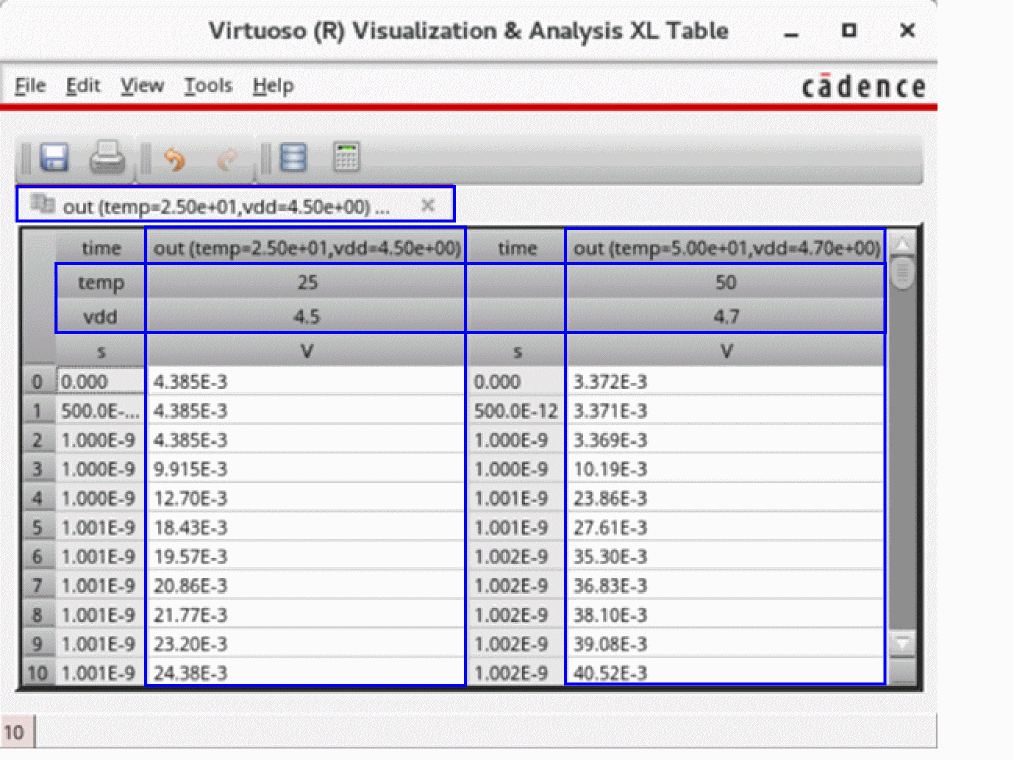 Virtuoso (R) Visualization & Analysis XL Table
File Edit View Tools Help cādence
out (temp=2.50e+01,vdd=4.50e+00) ...
time out (temp=2.50e+01,vdd=4.50e+00) time out (temp=5.00e+01,vdd=4.70e+00)
temp 25 50
vdd 4.5 4.7
s V s V
0 0.000 4.385E-3 0.000 3.372E-3
1 500.0E-... 4.385E-3 500.0E-12 3.371E-3
2 1.000E-9 4.385E-3 1.000E-9 3.369E-3
3 1.000E-9 9.915E-3 1.000E-9 10.19E-3
4 1.000E-9 12.70E-3 1.001E-9 23.86E-3
5 1.001E-9 18.43E-3 1.001E-9 27.61E-3
6 1.001E-9 19.57E-3 1.002E-9 35.30E-3
7 1.001E-9 20.86E-3 1.002E-9 36.83E-3
8 1.001E-9 21.77E-3 1.002E-9 38.10E-3
9 1.001E-9 23.20E-3 1.002E-9 39.08E-3
10 1.001E-9 24.38E-3 1.002E-9 40.52E-3
10